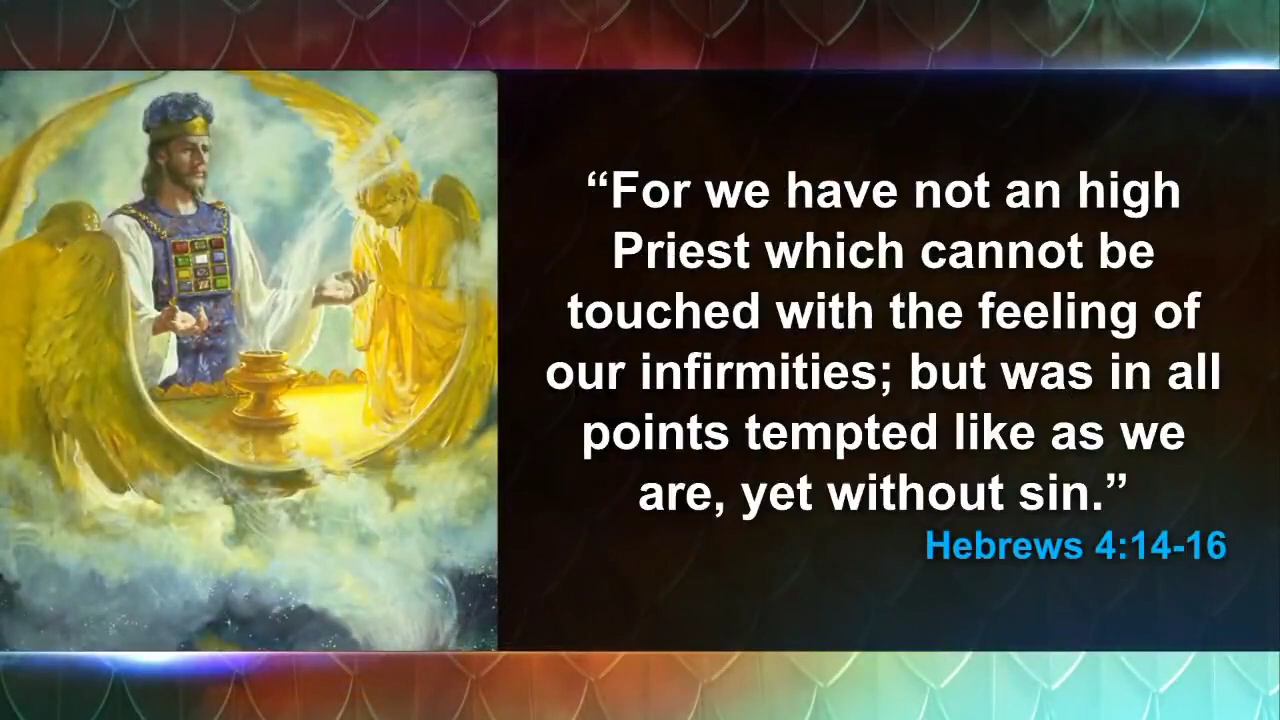 “For we have not an high
Priest which cannot be
touched with the feeling of
our infirmities; but was in all
points tempted like as we
are, yet without sin.”
Hebrews 4:14-16